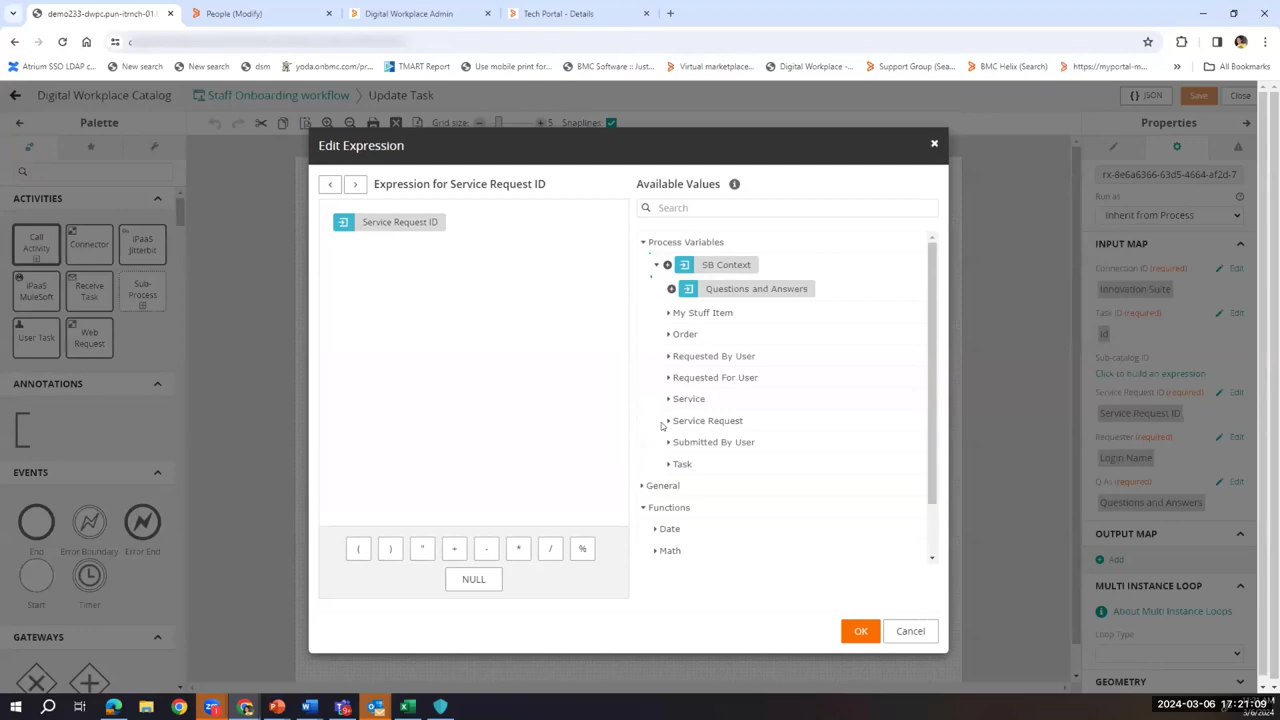 demo233-dwpc.pun-itrnch-01.
People (Modify)
Digital Workplace Admin
Tech Portal - Details
Atrium SSO LDAP c...
New search
New search
dsm
yoda.onbmc.com/pr...
TMART Report
Use mobile print for...
BMC Software :: Just...
Virtual marketplace...
Digital Workplace -...
Support Group (Sea...
BMC Helix (Search)
https://myportal-m...
All Bookmarks
Digital Workplace Catalog
Staff Onboarding workflow
Update Task
JSON
Save
Close
Palette
Grid size:
5
Snaplines:
Properties
Edit Expression
rx-8e6a6366-63d5-4664-af2d-7
Run as
Inherit from Process
ACTIVITIES
Call Activity
Connector
iPaaS Jitterbit
iPaaS MuleSoft
Receive Task
Sub-Process
User Task
Web Request
ANNOTATIONS
EVENTS
End
Error Boundary
Error End
Start
Timer
GATEWAYS
Expression for Service Request ID
Service Request ID
( ) " + - * / %
NULL
Available Values
Search
Process Variables
SB Context
Questions and Answers
My Stuff Item
Order
Requested By User
Requested For User
Service
Service Request
Submitted By User
Task
General
Functions
Date
Math
OK
Cancel
INPUT MAP
Connection ID (required)
Edit
Innovation Suite
Task ID (required)
Edit
Id
Sub-catalog ID
Click to build an expression
Service Request ID (required)
Edit
Service Request ID
Requester (required)
Edit
Login Name
Q As (required)
Edit
Questions and Answers
OUTPUT MAP
Add
MULTI INSTANCE LOOP
About Multi Instance Loops
Loop Type
GEOMETRY
2024-03-06 17:21:09
3/6/2024